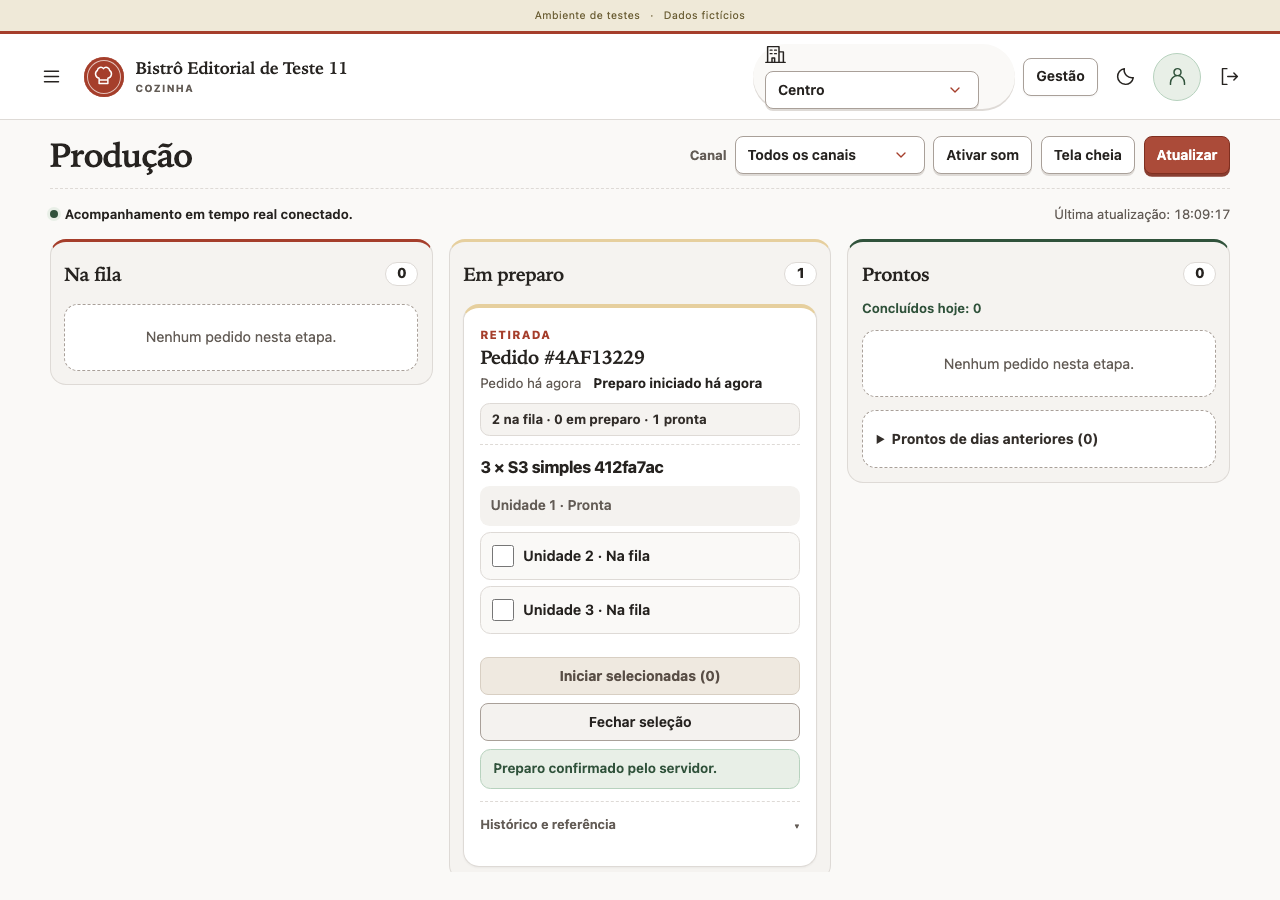 Ambiente de testes · Dados fictícios
Bistrô Editorial de Teste 11
COZINHA
Centro
Gestão
Produção
Canal
Todos os canais
Ativar som
Tela cheia
Atualizar
Acompanhamento em tempo real conectado.
Última atualização: 18:09:17
Na fila
0
Nenhum pedido nesta etapa.
Em preparo
1
RETIRADA
Pedido #4AF13229
Pedido há agora Preparo iniciado há agora
2 na fila · 0 em preparo · 1 pronta
3 × S3 simples 412fa7ac
Unidade 1 · Pronta
Unidade 2 · Na fila
Unidade 3 · Na fila
Iniciar selecionadas (0)
Fechar seleção
Preparo confirmado pelo servidor.
Histórico e referência
Prontos
0
Concluídos hoje: 0
Nenhum pedido nesta etapa.
Prontos de dias anteriores (0)